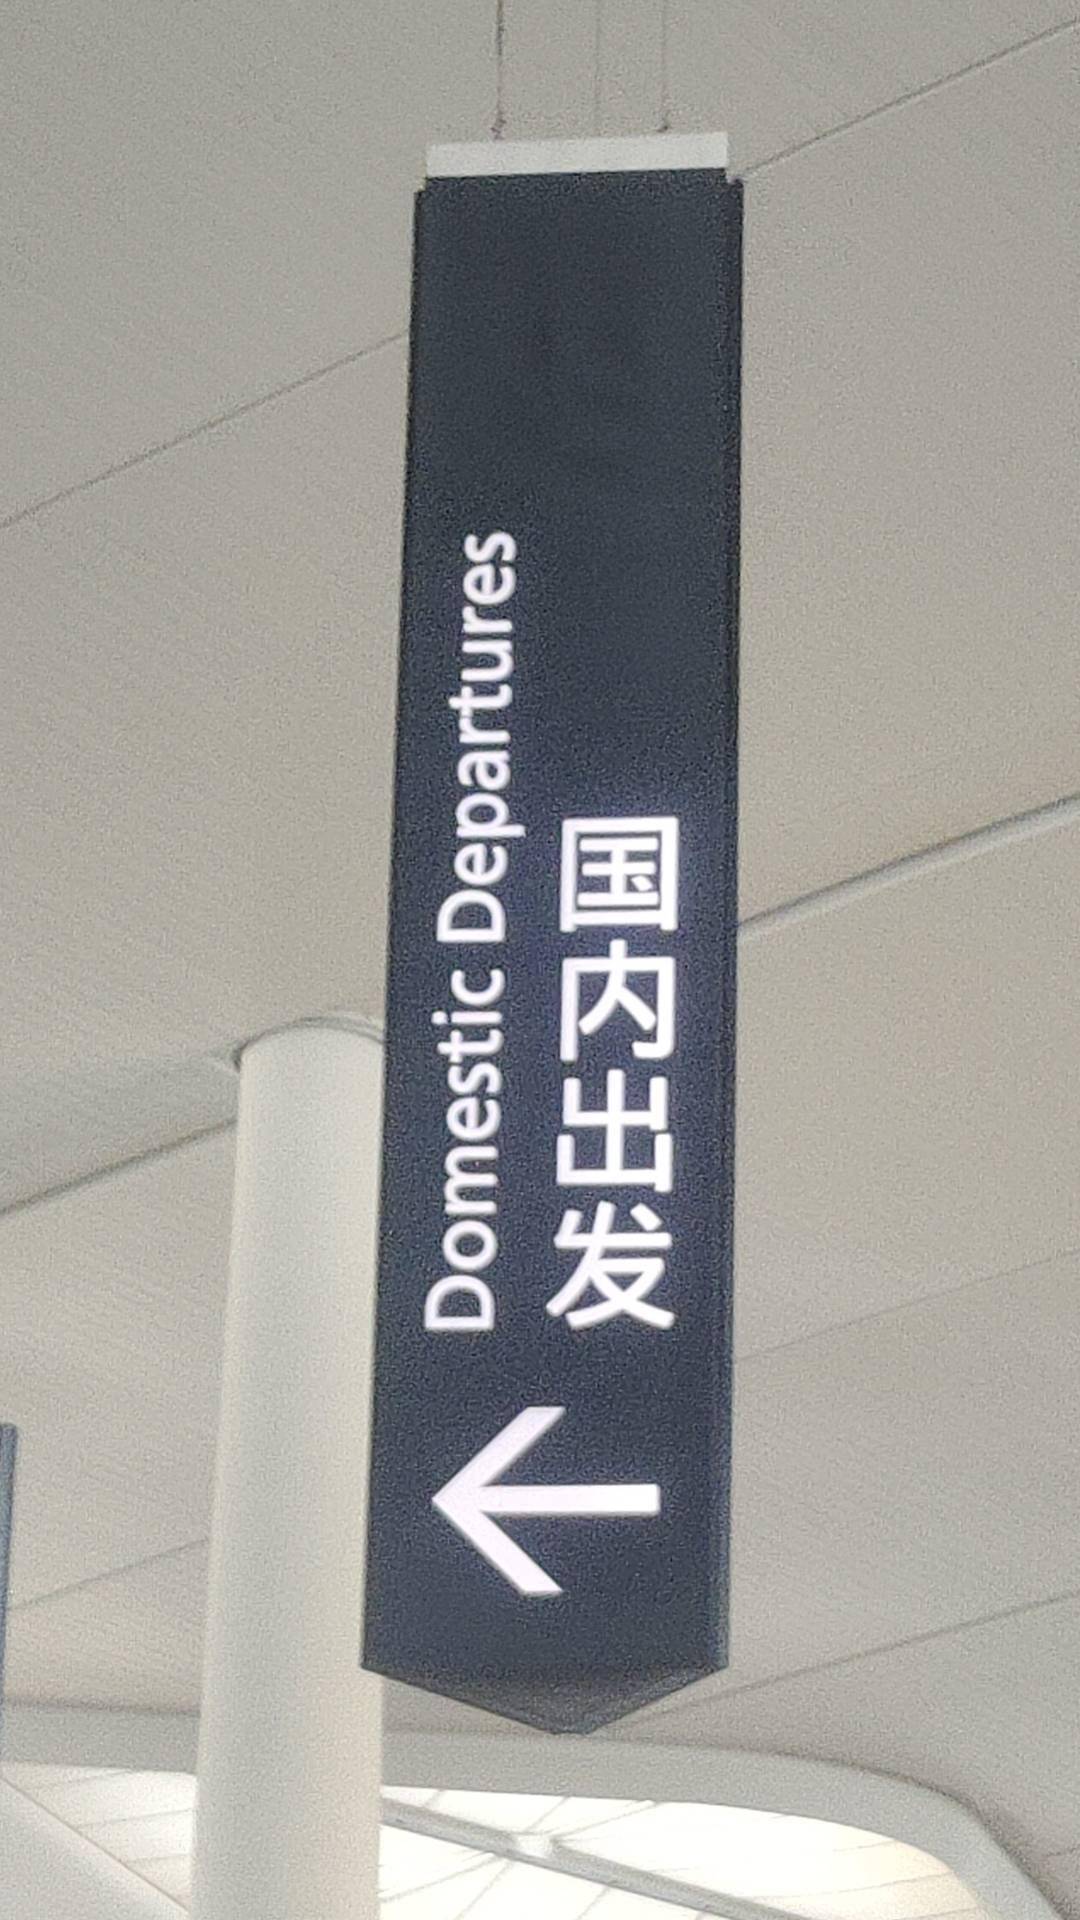 国内出发
Domestic Departures